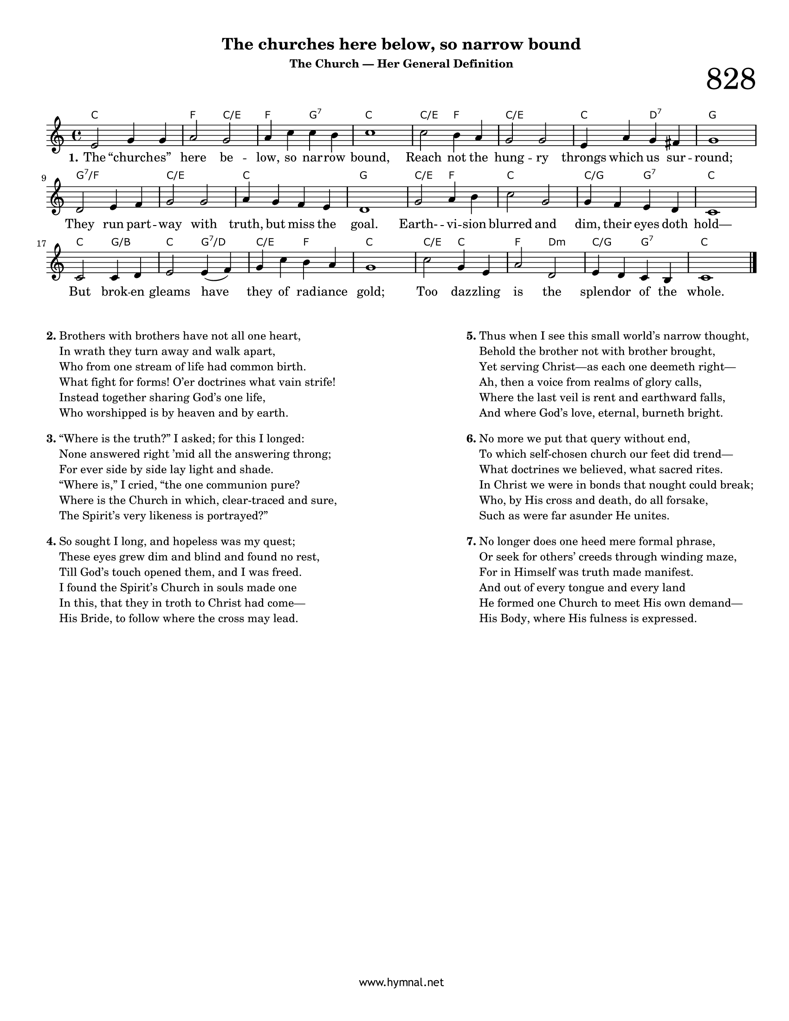 The churches here below, so narrow bound
The Church — Her General Definition
828
C F C/E F G7 C C/E F C/E C D7 G
1. The “churches” here be - low, so narrow bound, Reach not the hung - ry throngs which us sur - round;
9
G7/F C/E C G C/E F C C/G G7 C
They run part - way with truth, but miss the goal. Earth- - vi-sion blurred and dim, their eyes doth hold—
17
C G/B C G7/D C/E F C C/E C F Dm C/G G7 C
But brok-en gleams have they of radiance gold; Too dazzling is the splendor of the whole.
2. Brothers with brothers have not all one heart,
In wrath they turn away and walk apart,
Who from one stream of life had common birth.
What fight for forms! O’er doctrines what vain strife!
Instead together sharing God’s one life,
Who worshipped is by heaven and by earth.
3. “Where is the truth?” I asked; for this I longed:
None answered right ’mid all the answering throng;
For ever side by side lay light and shade.
“Where is,” I cried, “the one communion pure?
Where is the Church in which, clear-traced and sure,
The Spirit’s very likeness is portrayed?”
4. So sought I long, and hopeless was my quest;
These eyes grew dim and blind and found no rest,
Till God’s touch opened them, and I was freed.
I found the Spirit’s Church in souls made one
In this, that they in troth to Christ had come—
His Bride, to follow where the cross may lead.
5. Thus when I see this small world’s narrow thought,
Behold the brother not with brother brought,
Yet serving Christ—as each one deemeth right—
Ah, then a voice from realms of glory calls,
Where the last veil is rent and earthward falls,
And where God’s love, eternal, burneth bright.
6. No more we put that query without end,
To which self-chosen church our feet did trend—
What doctrines we believed, what sacred rites.
In Christ we were in bonds that nought could break;
Who, by His cross and death, do all forsake,
Such as were far asunder He unites.
7. No longer does one heed mere formal phrase,
Or seek for others’ creeds through winding maze,
For in Himself was truth made manifest.
And out of every tongue and every land
He formed one Church to meet His own demand—
His Body, where His fulness is expressed.
www.hymnal.net